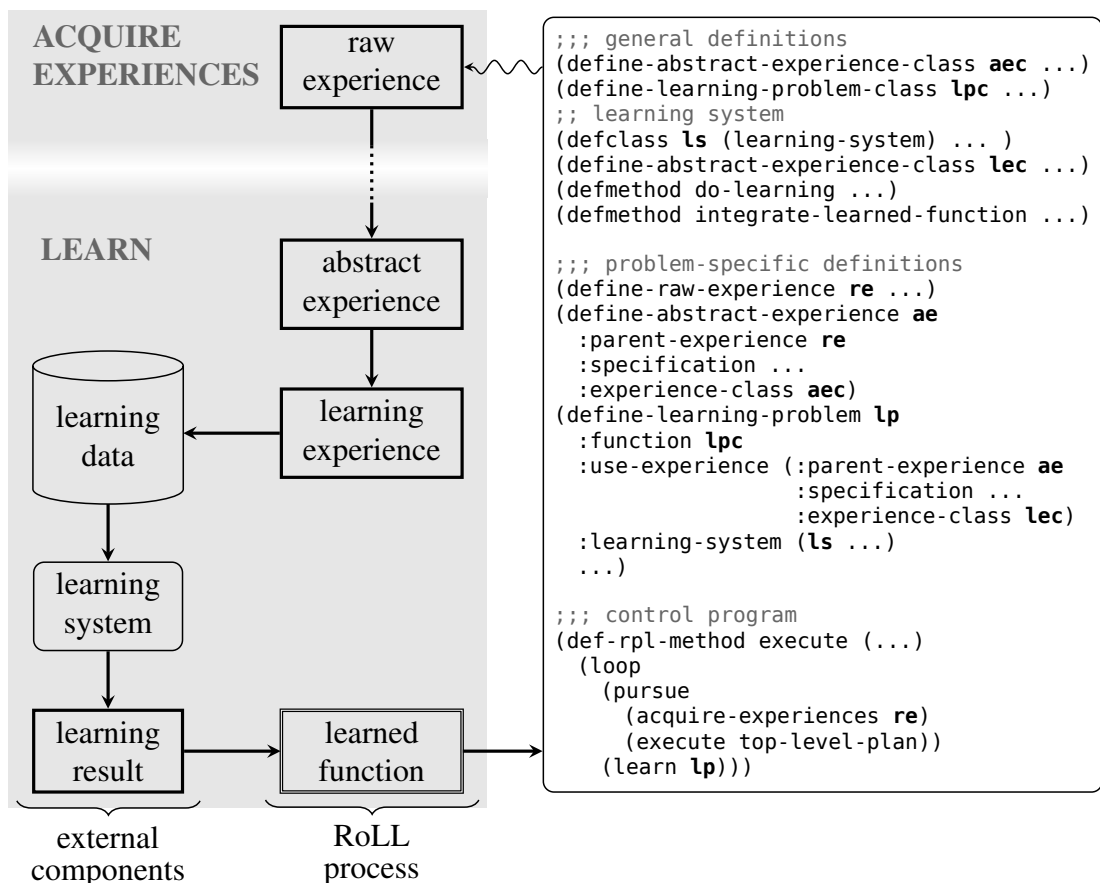 ACQUIRE
EXPERIENCES
raw
experience
LEARN
abstract
experience
learning
experience
learning
data
learning
system
learning
result
learned
function
external
components
RoLL
process
;;; general definitions
(define-abstract-experience-class aec ...)
(define-learning-problem-class lpc ...)
;; learning system
(defclass ls (learning-system) ... )
(define-abstract-experience-class lec ...)
(defmethod do-learning ...)
(defmethod integrate-learned-function ...)
;;; problem-specific definitions
(define-raw-experience re ...)
(define-abstract-experience ae
:parent-experience re
:specification ...
:experience-class aec)
(define-learning-problem lp
:function lpc
:use-experience (:parent-experience ae
:specification ...
:experience-class lec)
:learning-system (ls ...)
...)
;;; control program
(def-rpl-method execute (...)
(loop
(pursue
(acquire-experiences re)
(execute top-level-plan))
(learn lp)))